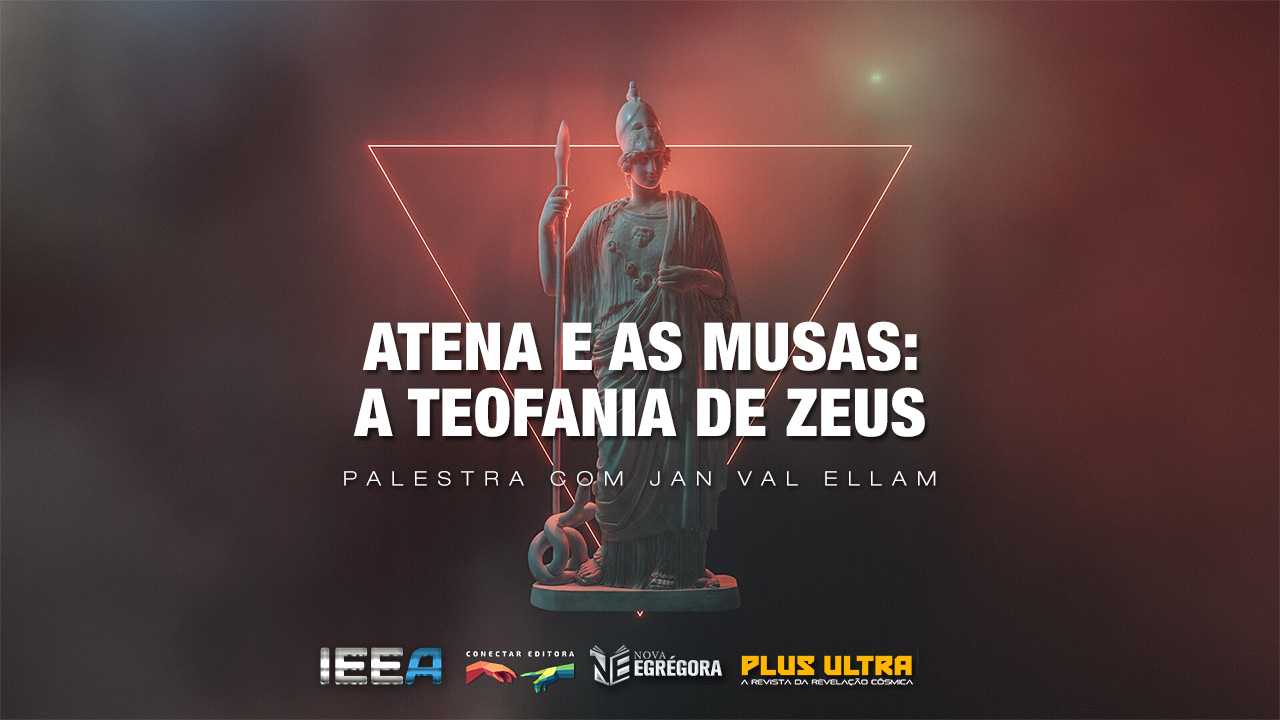 ATENA E AS MUSAS:
A TEOFANIA DE ZEUS
PALESTRA COM JAN VAL ELLAM
IEEA
CONECTAR EDITORA
NE NOVA EGRÉGORA
PLUS ULTRA
A REVISTA DA REVELAÇÃO CÓSMICA